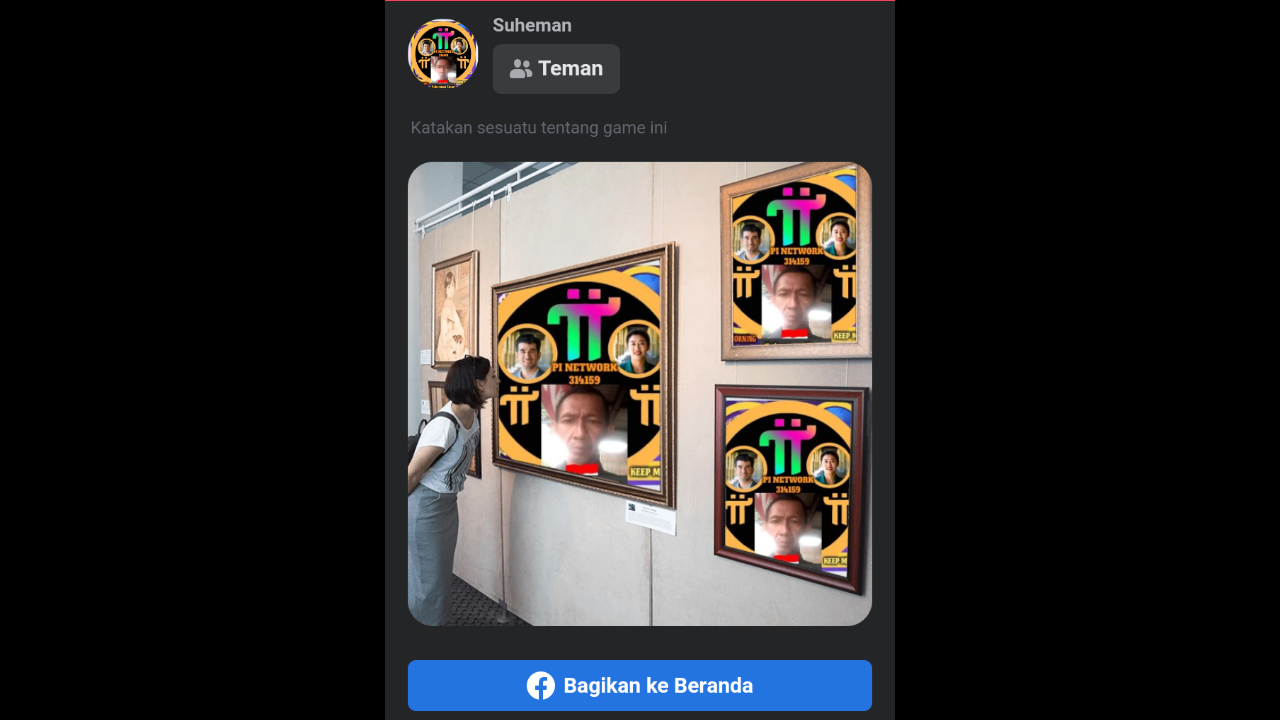 Suheman
Teman
Katakan sesuatu tentang game ini
PI NETWORK
314159
KEEP M
PI NETWORK
314159
ORNING
KEEP M
PI NETWORK
314159
KEEP M
Bagikan ke Beranda